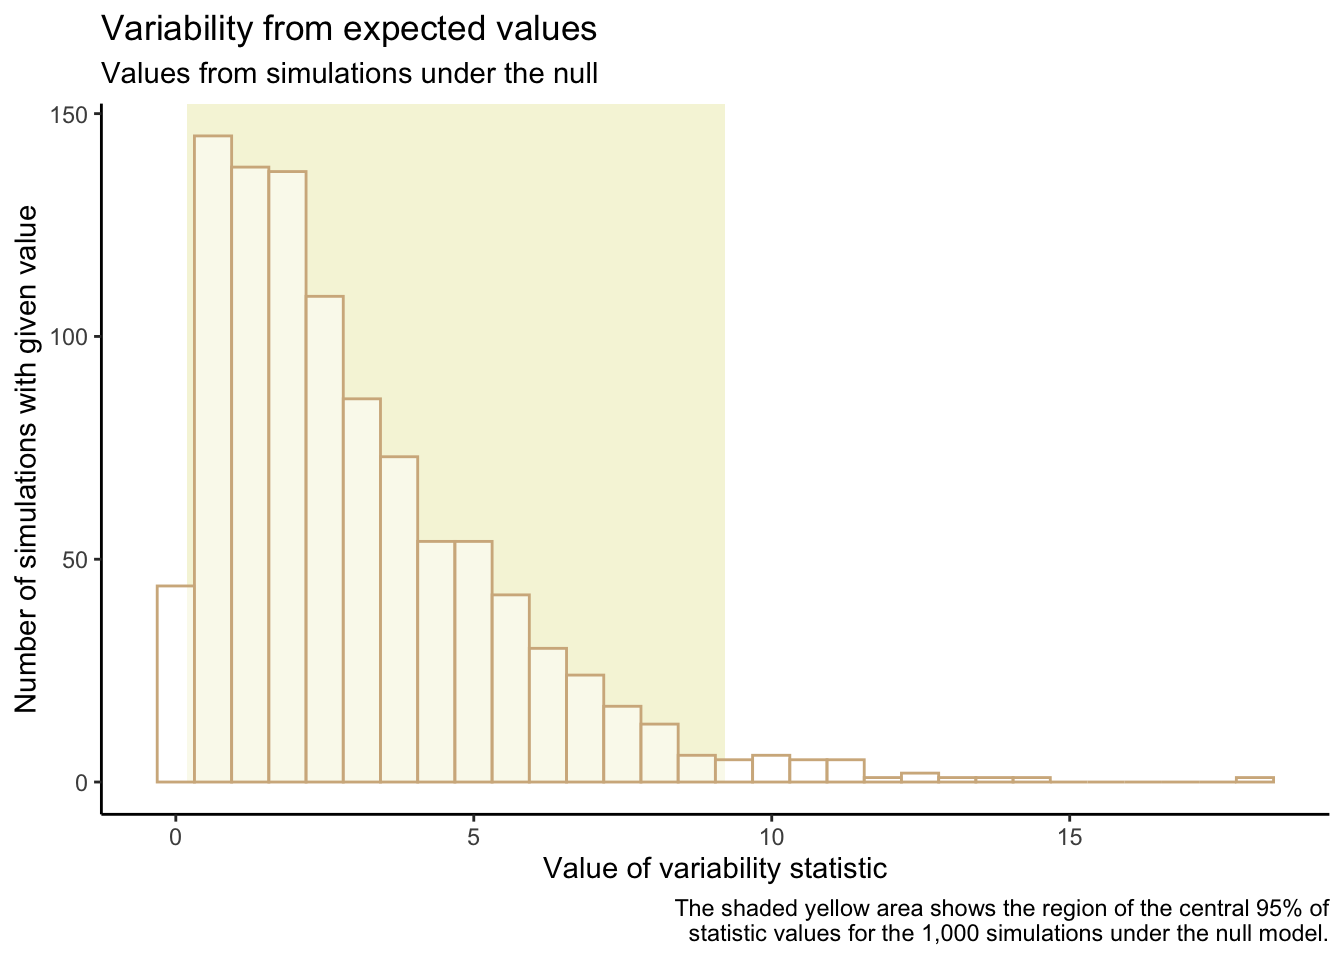 Variability from expected values
Values from simulations under the null
Number of simulations with given value
150
100
50
0
0
5
10
15
Value of variability statistic
The shaded yellow area shows the region of the central 95% of
statistic values for the 1,000 simulations under the null model.